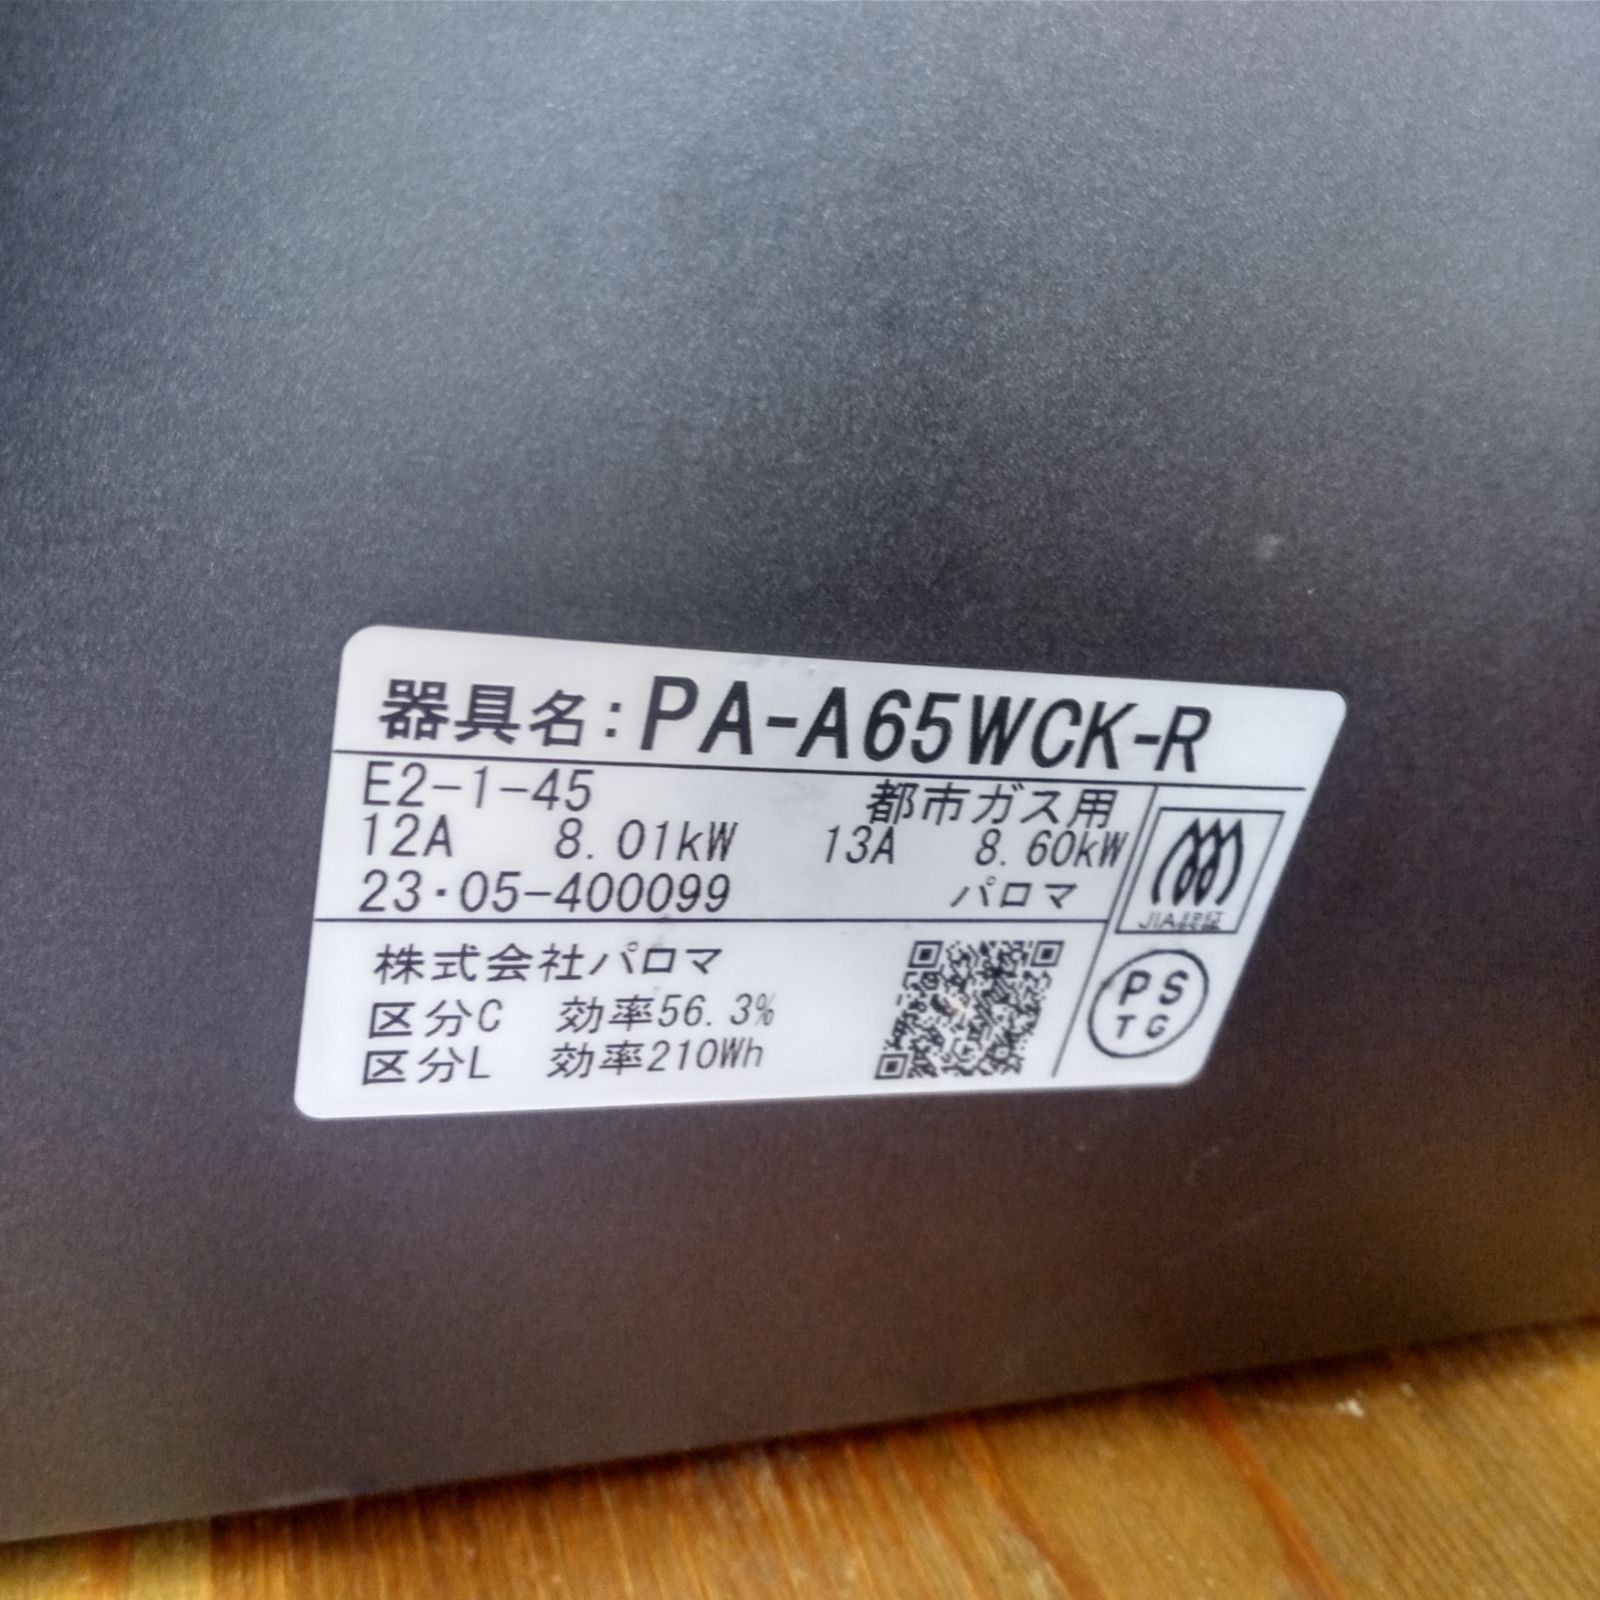 器具名:PA-A65WCK-R
E2-1-45 都市ガス用
12A 8.01kW 13A 8.60kW
23・05-400099 パロマ
JIA認証
株式会社パロマ
区分C 効率56.3%
区分L 効率210Wh
PS
TG